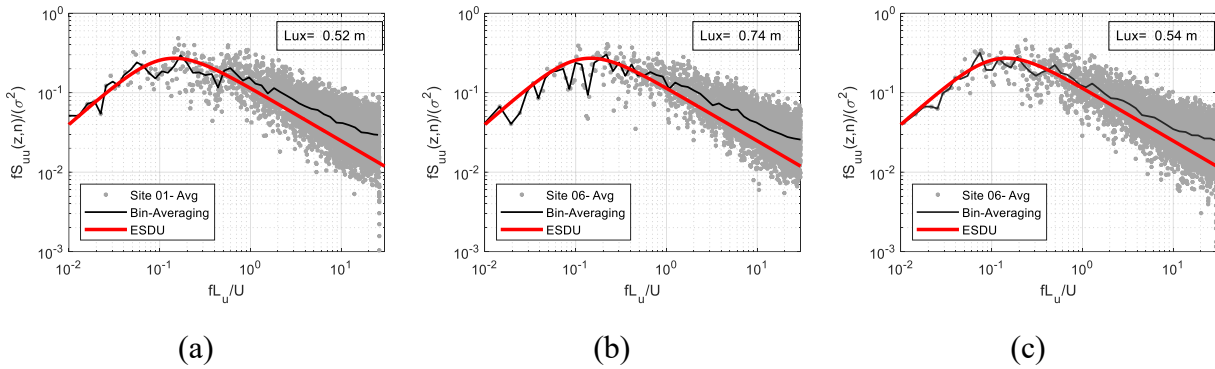 Lux= 0.52 m
fS_uu(z,n)/(σ^2)
10^0
10^-1
10^-2
10^-3
Site 01- Avg
Bin-Averaging
ESDU
10^-2 10^-1 10^0 10^1
fL_u/U
(a)
Lux= 0.74 m
fS_uu(z,n)/(σ^2)
10^0
10^-1
10^-2
10^-3
Site 06- Avg
Bin-Averaging
ESDU
10^-2 10^-1 10^0 10^1
fL_u/U
(b)
Lux= 0.54 m
fS_uu(z,n)/(σ^2)
10^0
10^-1
10^-2
10^-3
Site 06- Avg
Bin-Averaging
ESDU
10^-2 10^-1 10^0 10^1
fL_u/U
(c)